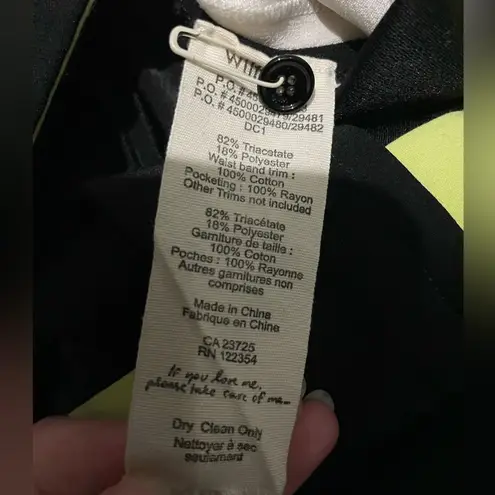 P.O. #
P.O. # 4500029480/29482
DC1
82% Triacetate
18% Polyester
Waist band trim :
100% Cotton
Pocketing : 100% Rayon
Other Trims not included
82% Triacétate
18% Polyester
Garniture de taille :
100% Coton
Poches : 100% Rayonne
Autres garnitures non
comprises
Made in China
Fabrique en Chine
CA 23725
RN 122354
If you love me,
please take care of me...
Dry Clean Only
Nettoyer à sec
seulement